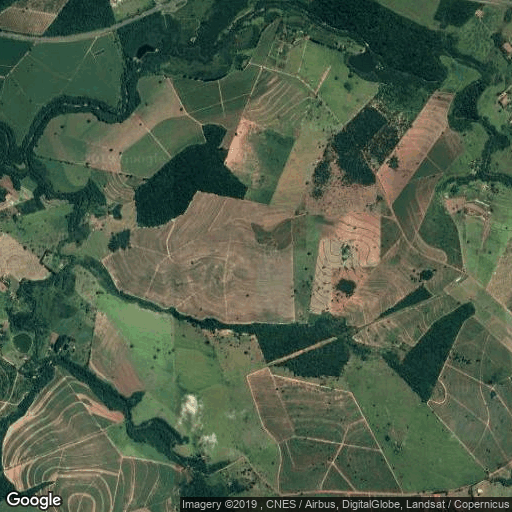 Google
Imagery ©2019 , CNES / Airbus, DigitalGlobe, Landsat / Copernicus